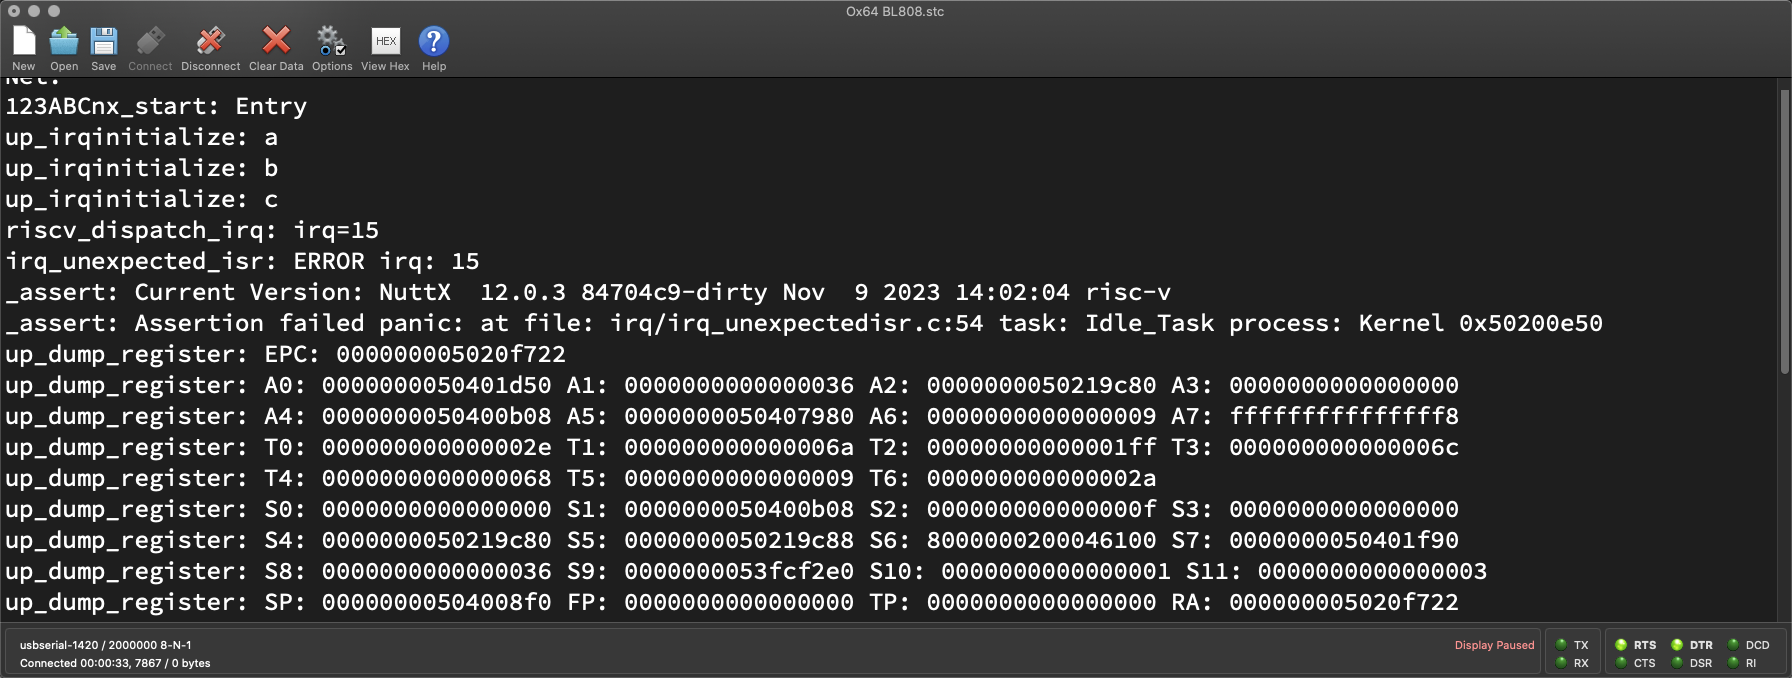 Ox64 BL808.stc
HEX
New Open Save Connect Disconnect Clear Data Options View Hex Help
Net:
123ABCnx_start: Entry
up_irqinitialize: a
up_irqinitialize: b
up_irqinitialize: c
riscv_dispatch_irq: irq=15
irq_unexpected_isr: ERROR irq: 15
_assert: Current Version: NuttX  12.0.3 84704c9-dirty Nov  9 2023 14:02:04 risc-v
_assert: Assertion failed panic: at file: irq/irq_unexpectedisr.c:54 task: Idle_Task process: Kernel 0x50200e50
up_dump_register: EPC: 000000005020f722
up_dump_register: A0: 0000000050401d50 A1: 0000000000000036 A2: 0000000050219c80 A3: 0000000000000000
up_dump_register: A4: 0000000050400b08 A5: 0000000050407980 A6: 0000000000000009 A7: fffffffffffffff8
up_dump_register: T0: 000000000000002e T1: 000000000000006a T2: 00000000000001ff T3: 000000000000006c
up_dump_register: T4: 0000000000000068 T5: 0000000000000009 T6: 000000000000002a
up_dump_register: S0: 0000000000000000 S1: 0000000050400b08 S2: 000000000000000f S3: 0000000000000000
up_dump_register: S4: 0000000050219c80 S5: 0000000050219c88 S6: 8000000200046100 S7: 0000000050401f90
up_dump_register: S8: 0000000000000036 S9: 0000000053fcf2e0 S10: 0000000000000001 S11: 0000000000000003
up_dump_register: SP: 00000000504008f0 FP: 0000000000000000 TP: 0000000000000000 RA: 000000005020f722
usbserial-1420 / 2000000 8-N-1
Connected 00:00:33, 7867 / 0 bytes
Display Paused
TX RTS DTR DCD
RX CTS DSR RI